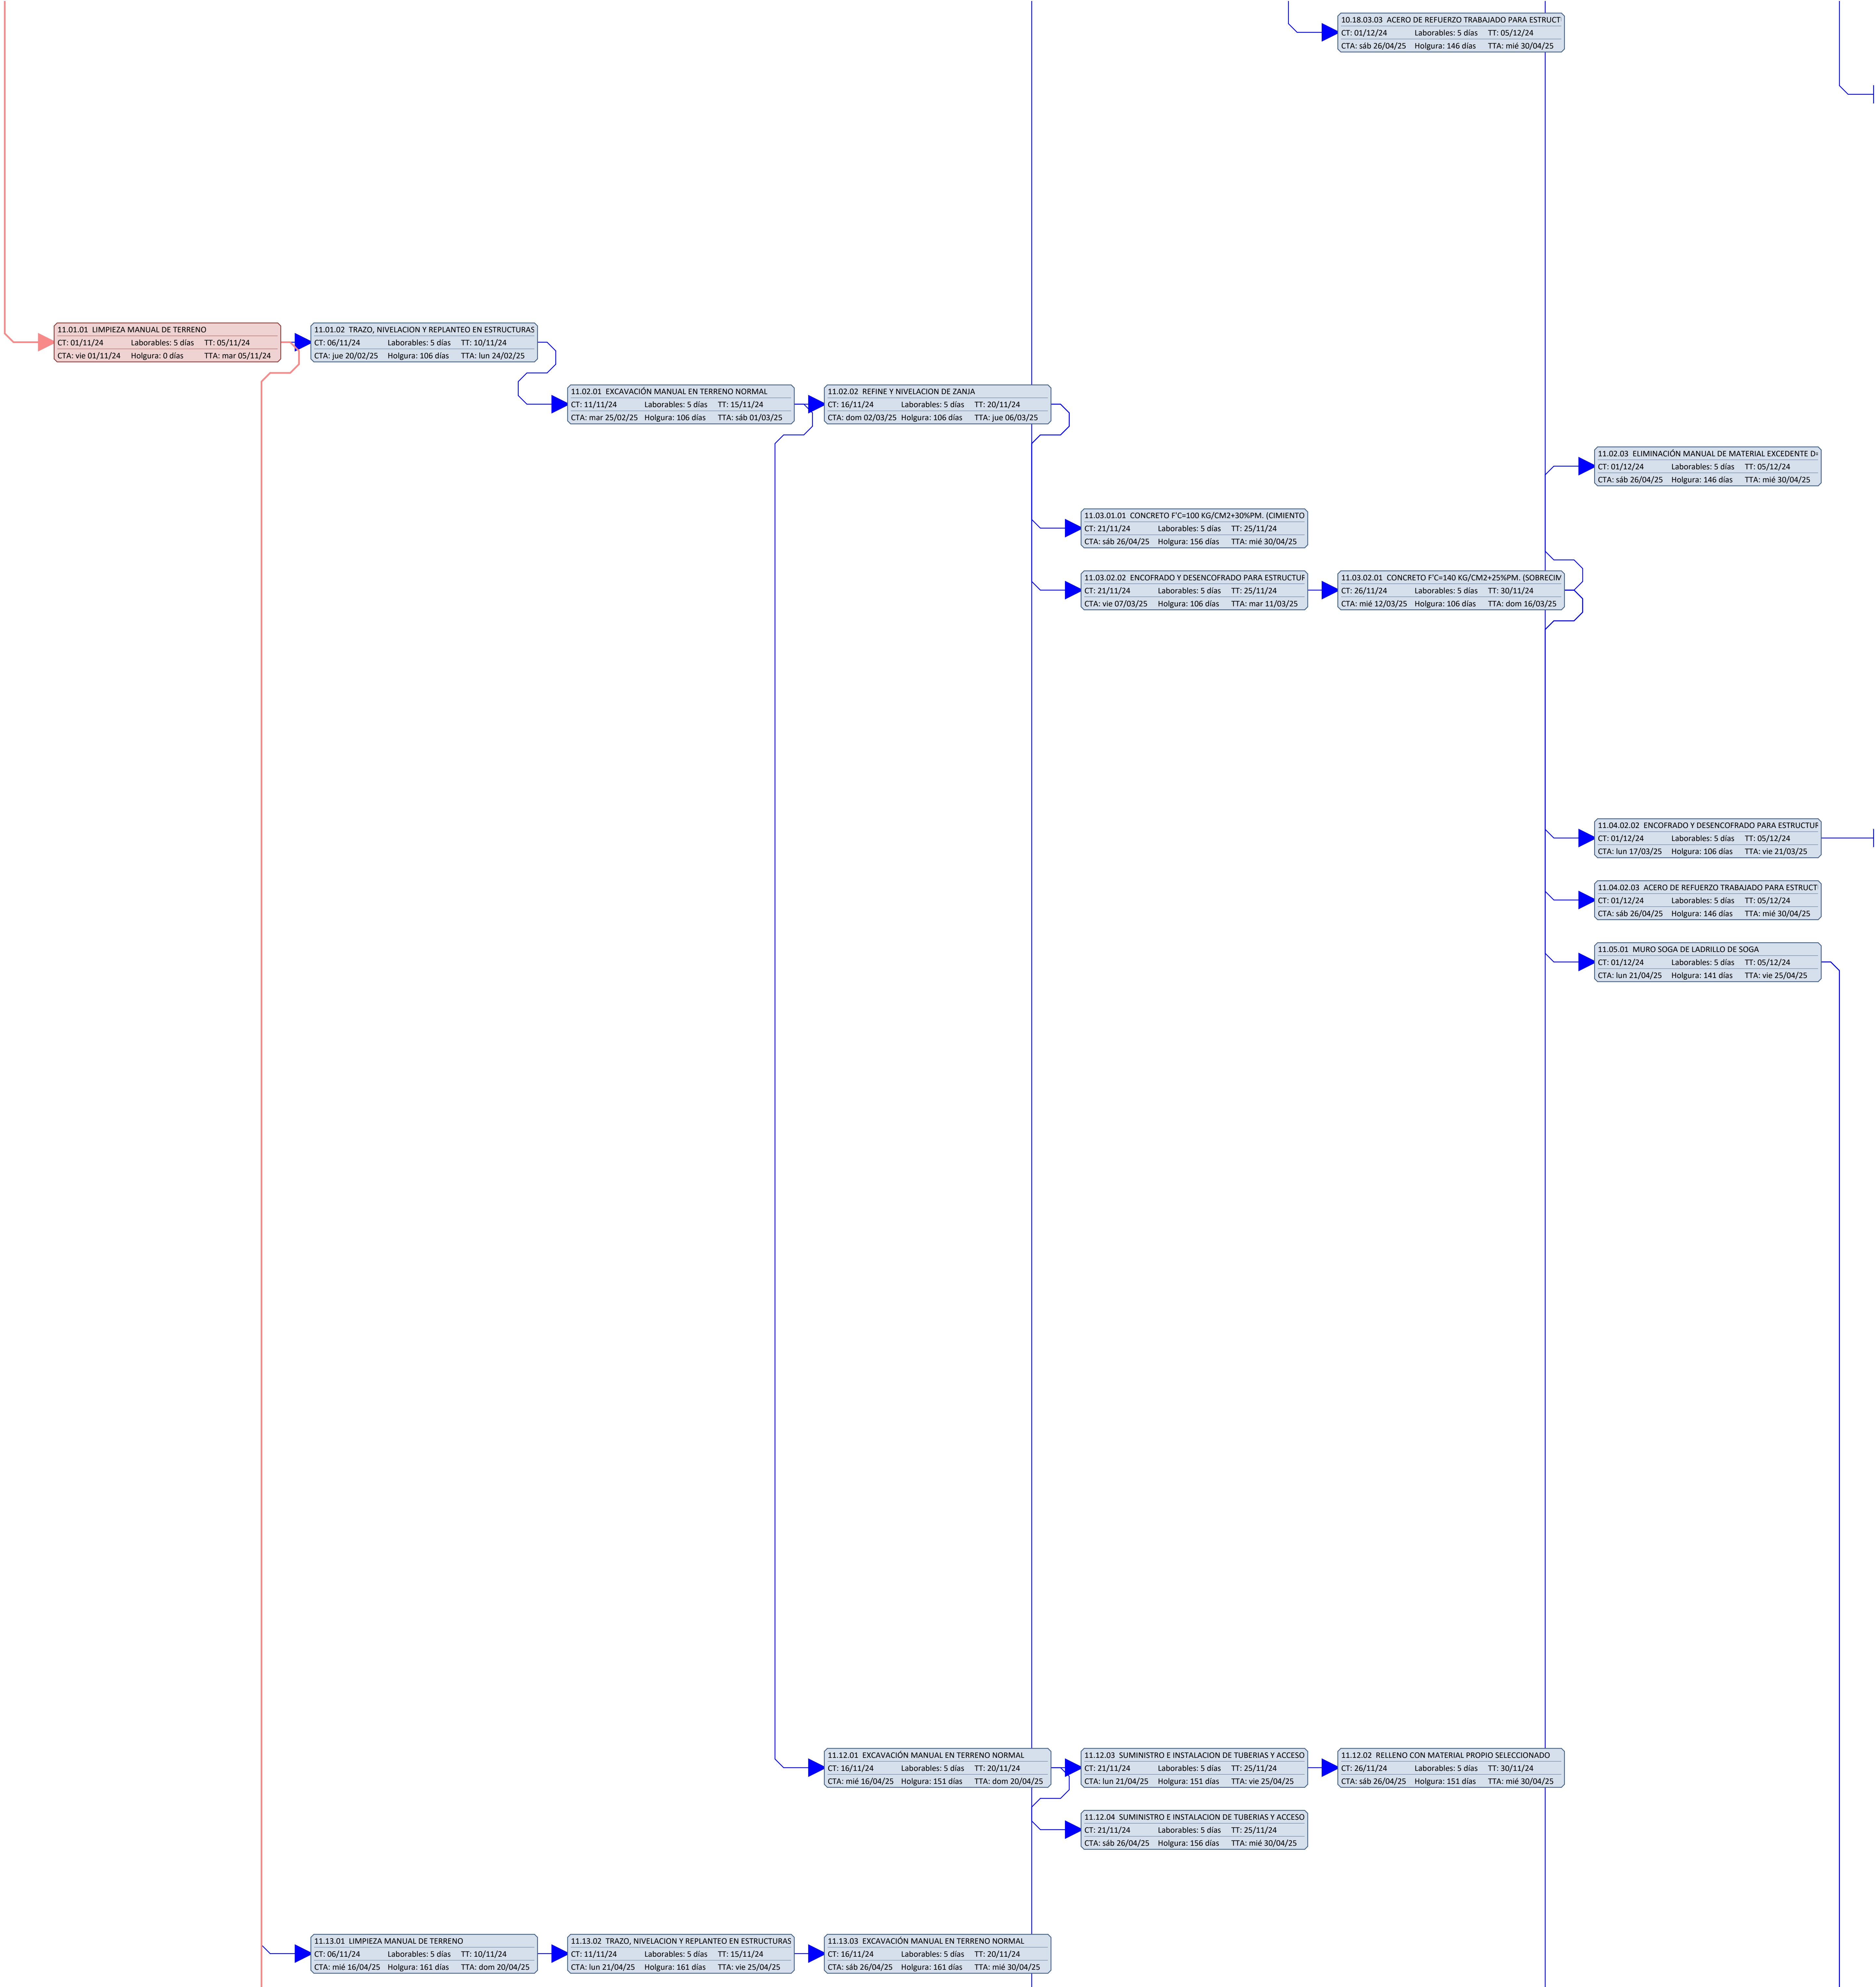 10.18.03.03 ACERO DE REFUERZO TRABAJADO PARA ESTRUCT
CT: 01/12/24 Laborables: 5 días TT: 05/12/24
CTA: sáb 26/04/25 Holgura: 146 días TTA: mié 30/04/25
11.01.01 LIMPIEZA MANUAL DE TERRENO
CT: 01/11/24 Laborables: 5 días TT: 05/11/24
CTA: vie 01/11/24 Holgura: 0 días TTA: mar 05/11/24
11.01.02 TRAZO, NIVELACION Y REPLANTEO EN ESTRUCTURAS
CT: 06/11/24 Laborables: 5 días TT: 10/11/24
CTA: jue 20/02/25 Holgura: 106 días TTA: lun 24/02/25
11.02.01 EXCAVACIÓN MANUAL EN TERRENO NORMAL
CT: 11/11/24 Laborables: 5 días TT: 15/11/24
CTA: mar 25/02/25 Holgura: 106 días TTA: sáb 01/03/25
11.02.02 REFINE Y NIVELACION DE ZANJA
CT: 16/11/24 Laborables: 5 días TT: 20/11/24
CTA: dom 02/03/25 Holgura: 106 días TTA: jue 06/03/25
11.02.03 ELIMINACIÓN MANUAL DE MATERIAL EXCEDENTE
CT: 01/12/24 Laborables: 5 días TT: 05/12/24
CTA: sáb 26/04/25 Holgura: 146 días TTA: mié 30/04/25
11.03.01.01 CONCRETO F'C=100 KG/CM2+30%PM. (CIMIENTO
CT: 21/11/24 Laborables: 5 días TT: 25/11/24
CTA: sáb 26/04/25 Holgura: 156 días TTA: mié 30/04/25
11.03.02.02 ENCOFRADO Y DESENCOFRADO PARA ESTRUCTUR
CT: 21/11/24 Laborables: 5 días TT: 25/11/24
CTA: vie 07/03/25 Holgura: 106 días TTA: mar 11/03/25
11.03.02.01 CONCRETO F'C=140 KG/CM2+25%PM. (SOBRECIM
CT: 26/11/24 Laborables: 5 días TT: 30/11/24
CTA: mié 12/03/25 Holgura: 106 días TTA: dom 16/03/25
11.04.02.02 ENCOFRADO Y DESENCOFRADO PARA ESTRUCTUR
CT: 01/12/24 Laborables: 5 días TT: 05/12/24
CTA: lun 17/03/25 Holgura: 106 días TTA: vie 21/03/25
11.04.02.03 ACERO DE REFUERZO TRABAJADO PARA ESTRUCT
CT: 01/12/24 Laborables: 5 días TT: 05/12/24
CTA: sáb 26/04/25 Holgura: 146 días TTA: mié 30/04/25
11.05.01 MURO SOGA DE LADRILLO DE SOGA
CT: 01/12/24 Laborables: 5 días TT: 05/12/24
CTA: lun 21/04/25 Holgura: 141 días TTA: vie 25/04/25
11.12.01 EXCAVACIÓN MANUAL EN TERRENO NORMAL
CT: 16/11/24 Laborables: 5 días TT: 20/11/24
CTA: mié 16/04/25 Holgura: 151 días TTA: dom 20/04/25
11.12.03 SUMINISTRO E INSTALACION DE TUBERIAS Y ACCESO
CT: 21/11/24 Laborables: 5 días TT: 25/11/24
CTA: lun 21/04/25 Holgura: 151 días TTA: vie 25/04/25
11.12.02 RELLENO CON MATERIAL PROPIO SELECCIONADO
CT: 26/11/24 Laborables: 5 días TT: 30/11/24
CTA: sáb 26/04/25 Holgura: 151 días TTA: mié 30/04/25
11.12.04 SUMINISTRO E INSTALACION DE TUBERIAS Y ACCESO
CT: 21/11/24 Laborables: 5 días TT: 25/11/24
CTA: sáb 26/04/25 Holgura: 156 días TTA: mié 30/04/25
11.13.01 LIMPIEZA MANUAL DE TERRENO
CT: 06/11/24 Laborables: 5 días TT: 10/11/24
CTA: mié 16/04/25 Holgura: 161 días TTA: dom 20/04/25
11.13.02 TRAZO, NIVELACION Y REPLANTEO EN ESTRUCTURAS
CT: 11/11/24 Laborables: 5 días TT: 15/11/24
CTA: lun 21/04/25 Holgura: 161 días TTA: vie 25/04/25
11.13.03 EXCAVACIÓN MANUAL EN TERRENO NORMAL
CT: 16/11/24 Laborables: 5 días TT: 20/11/24
CTA: sáb 26/04/25 Holgura: 161 días TTA: mié 30/04/25